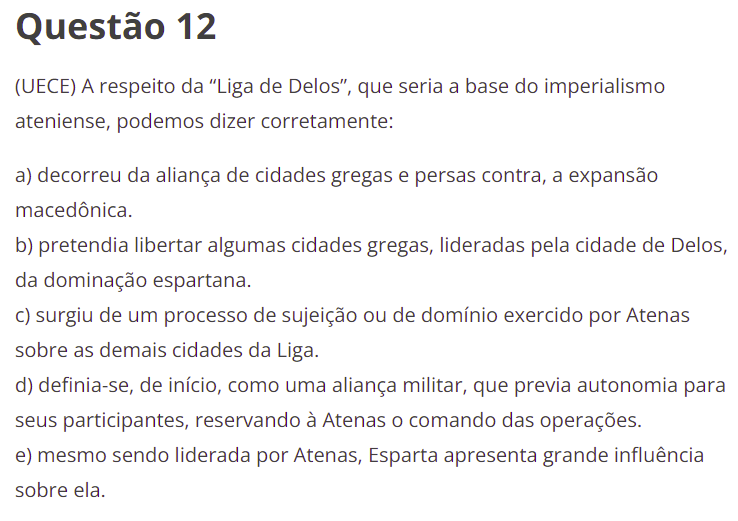 Questão 12
(UECE) A respeito da “Liga de Delos”, que seria a base do imperialismo
ateniense, podemos dizer corretamente:
a) decorreu da aliança de cidades gregas e persas contra, a expansão
macedônica.
b) pretendia libertar algumas cidades gregas, lideradas pela cidade de Delos,
da dominação espartana.
c) surgiu de um processo de sujeição ou de domínio exercido por Atenas
sobre as demais cidades da Liga.
d) definia-se, de início, como uma aliança militar, que previa autonomia para
seus participantes, reservando à Atenas o comando das operações.
e) mesmo sendo liderada por Atenas, Esparta apresenta grande influência
sobre ela.